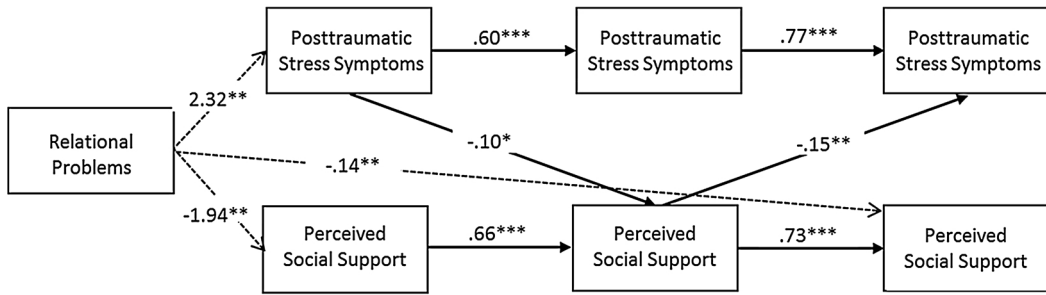 Posttraumatic
Stress Symptoms
.60***
Posttraumatic
Stress Symptoms
.77***
Posttraumatic
Stress Symptoms
2.32**
Relational
Problems
-.10*
-.15**
-.14**
-1.94**
Perceived
Social Support
.66***
Perceived
Social Support
.73***
Perceived
Social Support